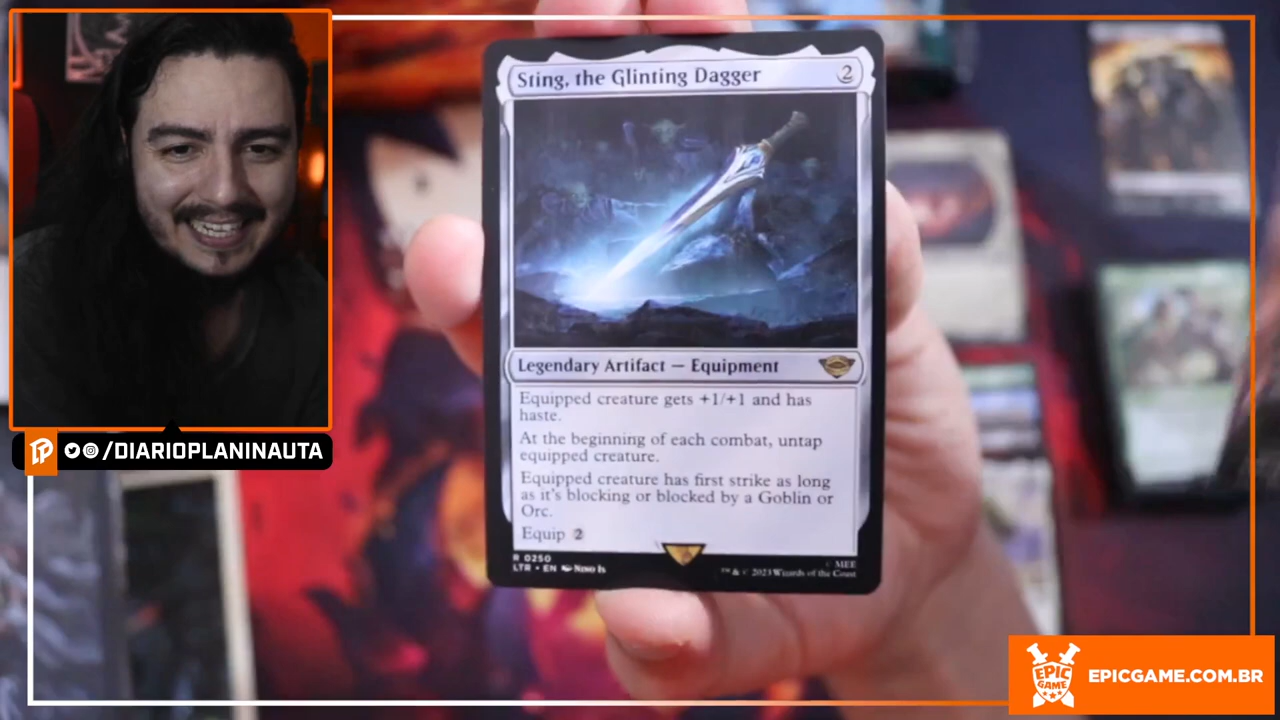 Sting, the Glinting Dagger 2
Legendary Artifact — Equipment
Equipped creature gets +1/+1 and has
haste.
At the beginning of each combat, untap
equipped creature.
Equipped creature has first strike as long
as it's blocking or blocked by a Goblin or
Orc.
Equip 2
R 0250
LTR • EN Nino Is
™ & © 2023 Wizards of the Coast
© MEE
/DIARIOPLANINAUTA
EPIC
GAME
EPICGAME.COM.BR